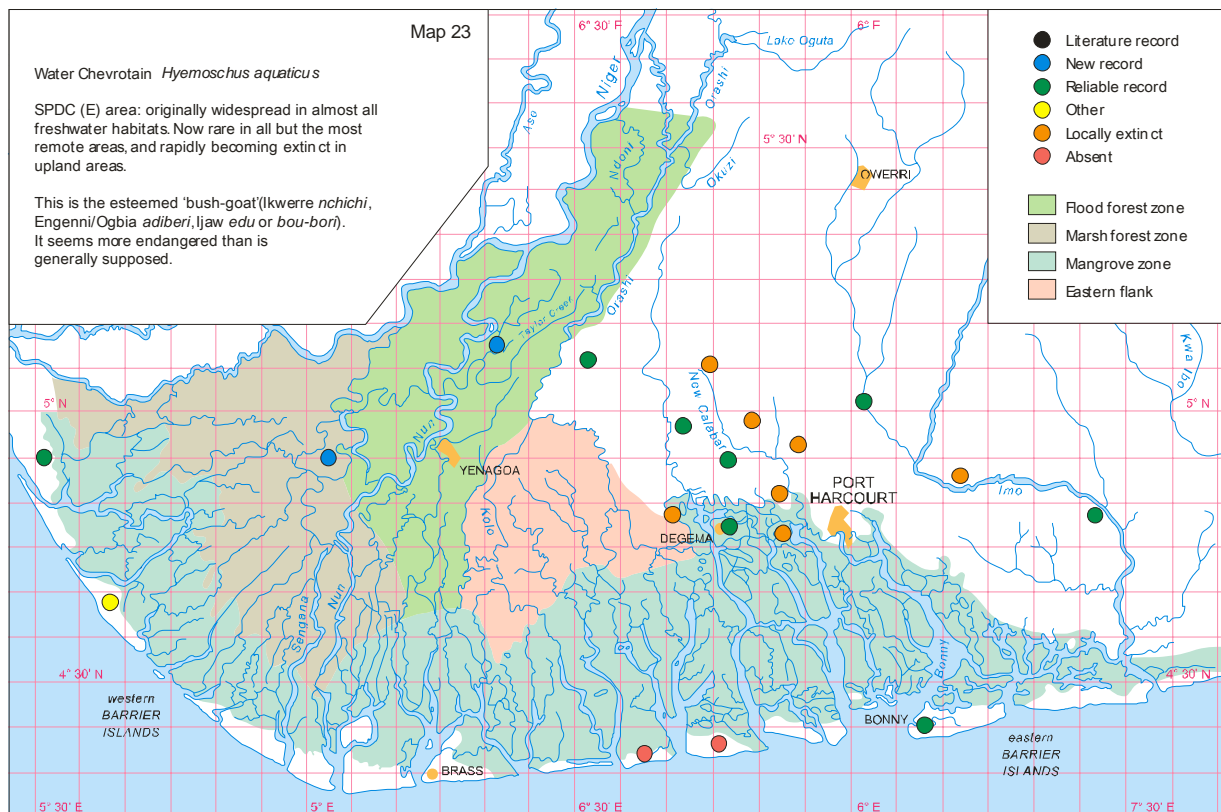 Map 23
Water Chevrotain Hyemoschus aquaticus
SPDC (E) area: originally widespread in almost all
freshwater habitats. Now rare in all but the most
remote areas, and rapidly becoming extinct in
upland areas.
This is the esteemed 'bush-goat'(Ikwerre nchichi,
Engenni/Ogbia adiberi, Ijaw edu or bou-bori).
It seems more endangered than is
generally supposed.
6° 30' F
6° F
Literature record
New record
Reliable record
Other
Locally extinct
Absent
Flood forest zone
Marsh forest zone
Mangrove zone
Eastern flank
Lako Oguta
Niger
Orashi
Aso
Ndoni
Okuzi
5° 30' N
OWERRI
Orashi
Taylor Creek
Kwa Ibo
5° N
5° N
Now Calabar
Nun
YENAGOA
Kolo
PORT
HARCOURT
Imo
DEGEMA
Sengana
Nun
Bonny
4° 30' N
4° 30' N
western
BARRIER
ISLANDS
BONNY
eastern
BARRIER
ISLANDS
BRASS
5° 30' E
5° E
6° 30' E
6° E
7° 30' E